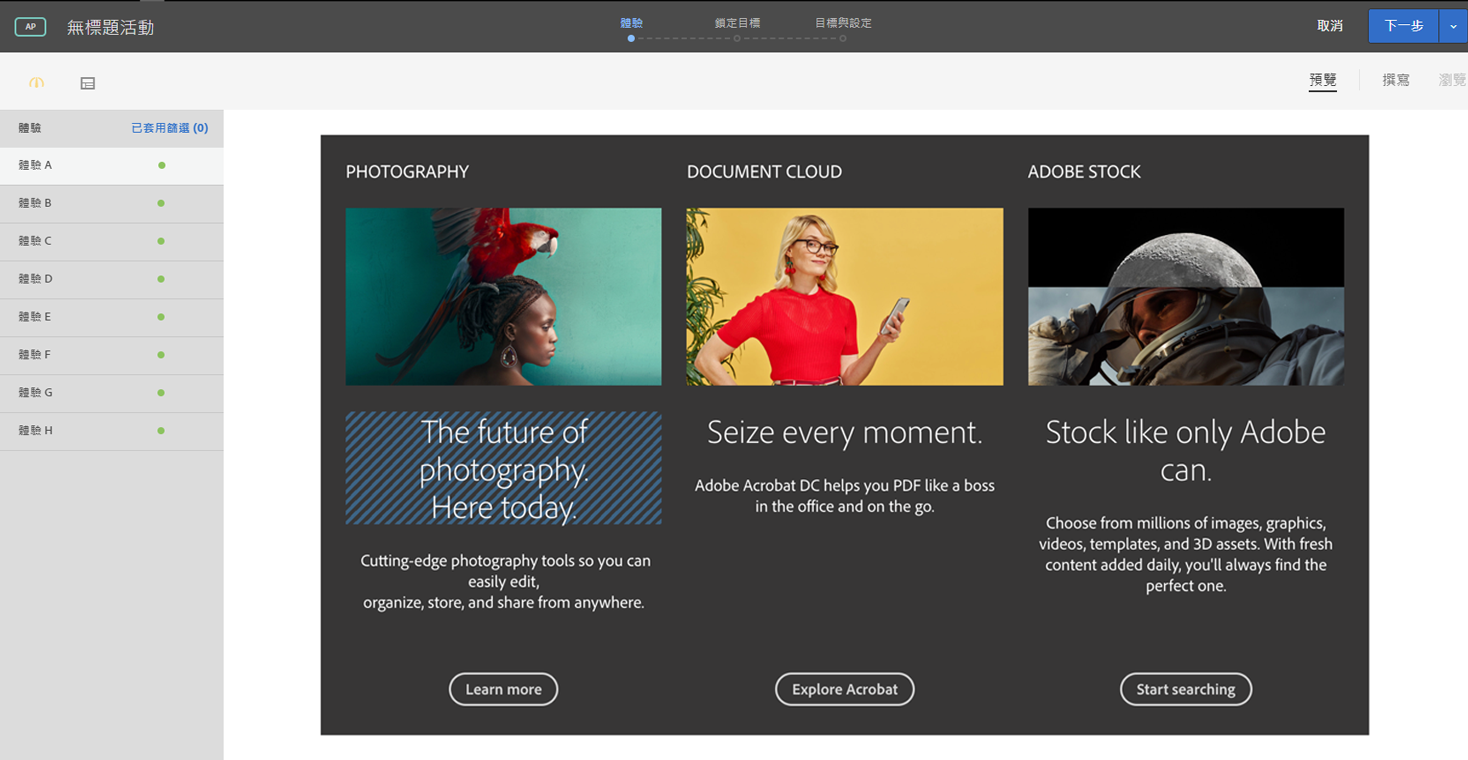 AP
無標題活動
體驗
鎖定目標
目標與設定
取消
下一步
預覽
撰寫
瀏覽
體驗
已套用篩選 (0)
體驗 A
體驗 B
體驗 C
體驗 D
體驗 E
體驗 F
體驗 G
體驗 H
PHOTOGRAPHY
The future of
photography.
Here today.
Cutting-edge photography tools so you can
easily edit,
organize, store, and share from anywhere.
Learn more
DOCUMENT CLOUD
Seize every moment.
Adobe Acrobat DC helps you PDF like a boss
in the office and on the go.
Explore Acrobat
ADOBE STOCK
Stock like only Adobe
can.
Choose from millions of images, graphics,
videos, templates, and 3D assets. With fresh
content added daily, you'll always find the
perfect one.
Start searching